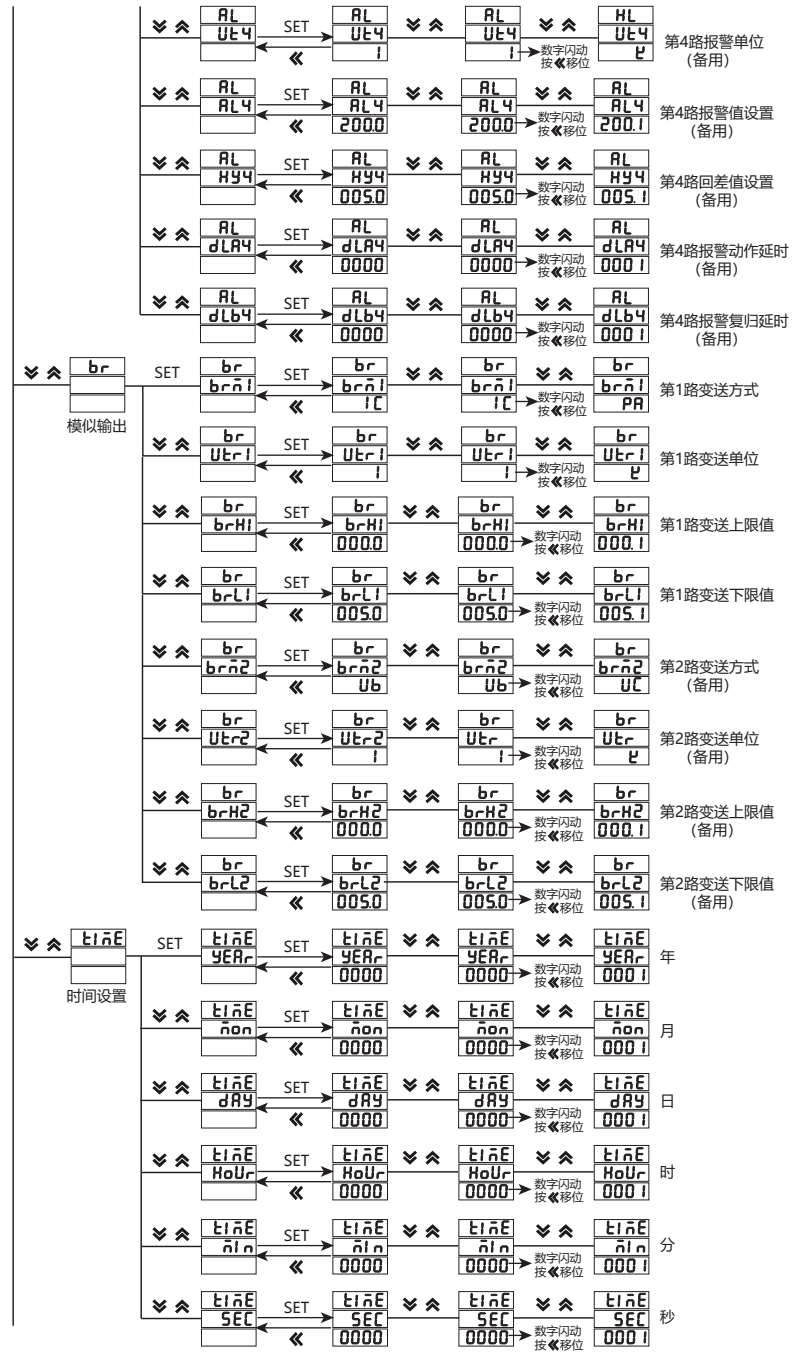 AL AL AL HL
Ut4 SET Ut4 Ut4 Ut4
1 1 数字闪动 按移位 y
第4路报警单位
(备用)
AL AL AL AL
AL4 SET AL4 AL4 AL4
200.0 200.0 数字闪动 按移位 200.1
第4路报警值设置
(备用)
AL AL AL AL
HY4 SET HY4 HY4 HY4
005.0 005.0 数字闪动 按移位 005.1
第4路回差值设置
(备用)
AL AL AL AL
dLA4 SET dLA4 dLA4 dLA4
0000 0000 数字闪动 按移位 0001
第4路报警动作延时
(备用)
AL AL AL AL
dLb4 SET dLb4 dLb4 dLb4
0000 0000 数字闪动 按移位 0001
第4路报警复归延时
(备用)
br SET br br br br
brm1 SET brm1 brm1 brm1
IC IC 数字闪动 按移位 PA
模似输出
第1路变送方式
br br br br
Utr1 SET Utr1 Utr1 Utr1
1 1 数字闪动 按移位 y
第1路变送单位
br br br br
brH1 SET brH1 brH1 brH1
000.0 000.0 数字闪动 按移位 000.1
第1路变送上限值
br br br br
brL1 SET brL1 brL1 brL1
005.0 005.0 数字闪动 按移位 005.1
第1路变送下限值
br br br br
brm2 SET brm2 brm2 brm2
Ub Ub 数字闪动 按移位 UC
第2路变送方式
(备用)
br br br br
Utr2 SET Utr2 Utr Utr
1 1 数字闪动 按移位 y
第2路变送单位
(备用)
br br br br
brH2 SET brH2 brH2 brH2
000.0 000.0 数字闪动 按移位 000.1
第2路变送上限值
(备用)
br br br br
brL2 SET brL2 brL2 brL2
005.0 005.0 数字闪动 按移位 005.1
第2路变送下限值
(备用)
tImE SET tImE tImE tImE tImE
YEAr SET YEAr YEAr YEAr
0000 0000 数字闪动 按移位 0001
时间设置
年
tImE tImE tImE tImE
mon SET mon mon mon
0000 0000 数字闪动 按移位 0001
月
tImE tImE tImE tImE
dAY SET dAY dAY dAY
0000 0000 数字闪动 按移位 0001
日
tImE tImE tImE tImE
HoUr SET HoUr HoUr HoUr
0000 0000 数字闪动 按移位 0001
时
tImE tImE tImE tImE
mIn SET mIn mIn mIn
0000 0000 数字闪动 按移位 0001
分
tImE tImE tImE tImE
SEC SET SEC SEC SEC
0000 0000 数字闪动 按移位 0001
秒